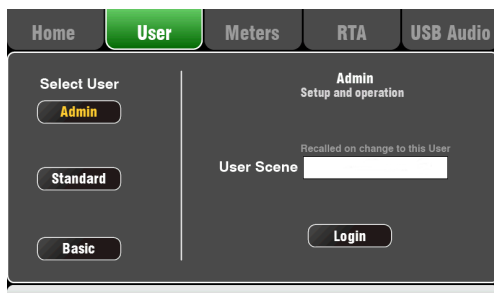 Home User Meters RTA USB Audio
Select User
Admin
Standard
Basic
Admin
Setup and operation
Recalled on change to this User
User Scene
Login